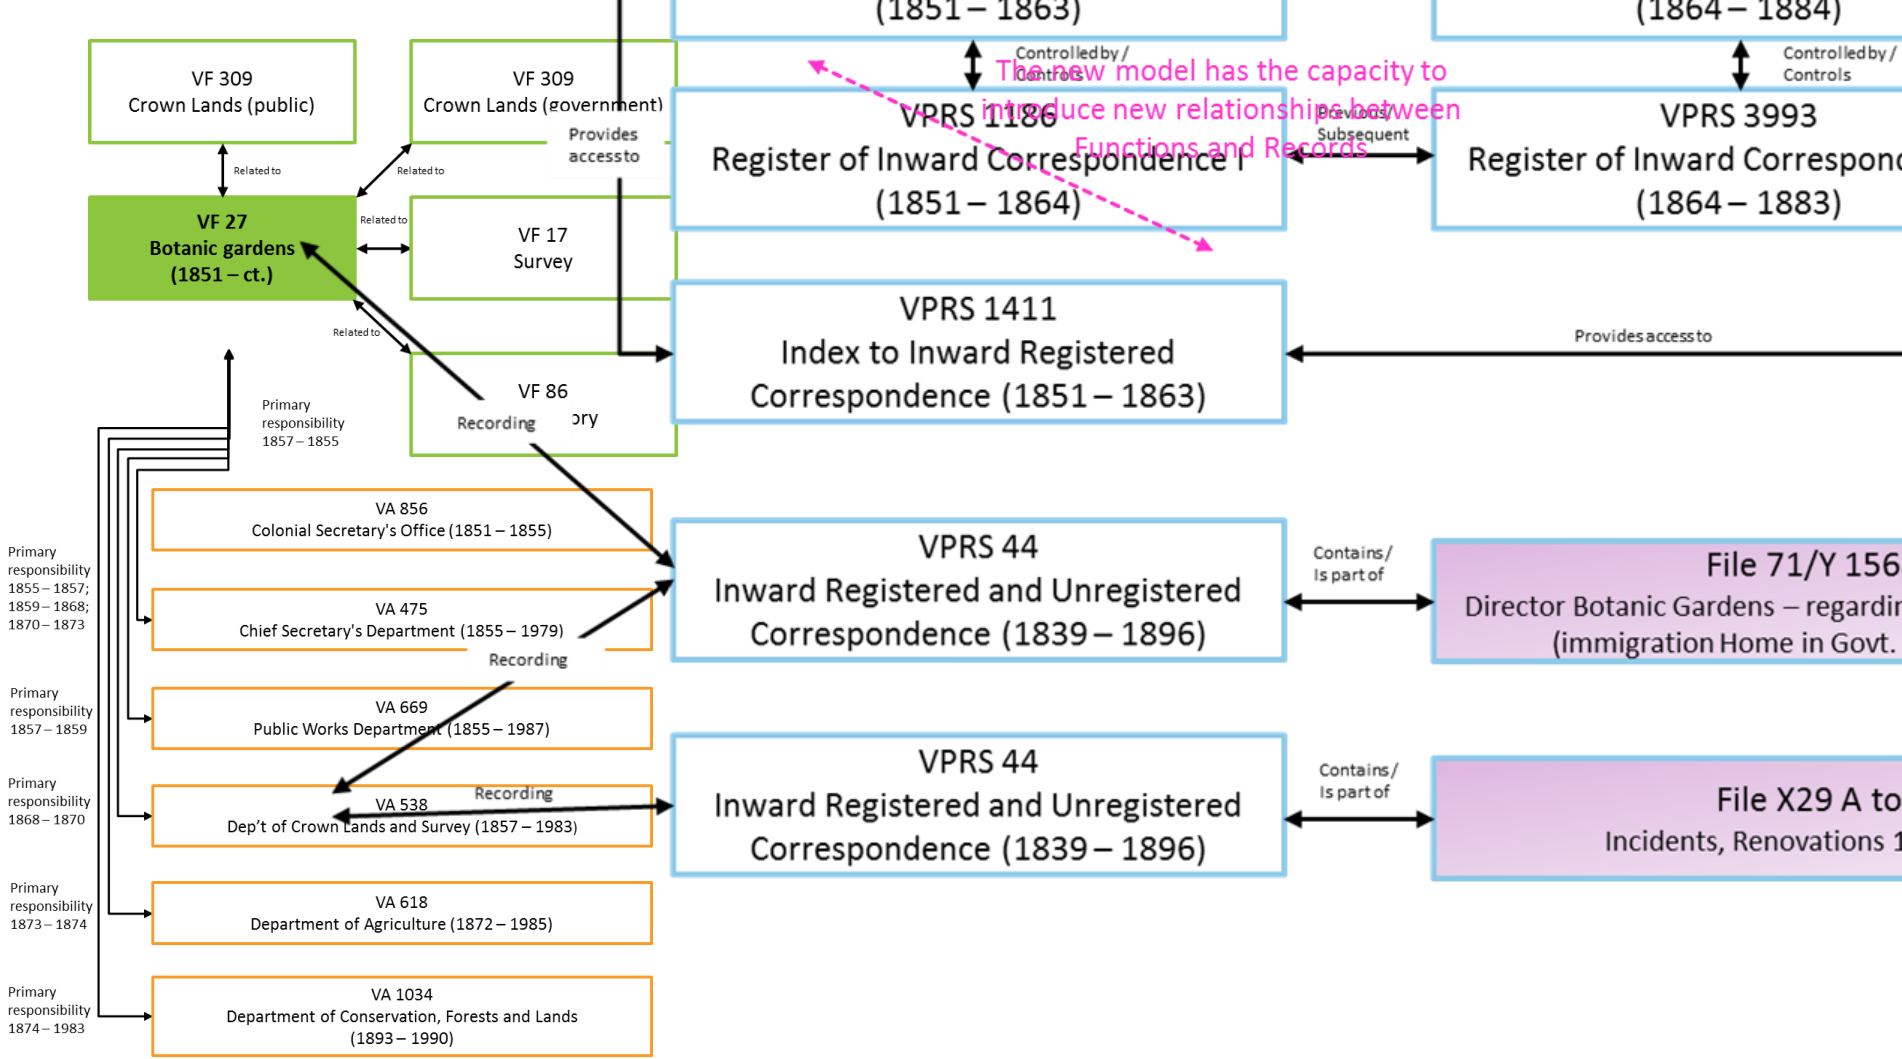 (1851 – 1863)
(1864 – 1884)
Controlled by /
Controls
Controlled by /
Controls
The new model has the capacity to
introduce new relationships between
Functions and Records
VF 309
Crown Lands (public)
VF 309
Crown Lands (government)
Provides
access to
VPRS 1186
Register of Inward Correspondence I
(1851 – 1864)
Previous/
Subsequent
VPRS 3993
Register of Inward
(1864 – 1883)
Related to
Related to
VF 27
Botanic gardens
(1851 – ct.)
Related to
VF 17
Survey
Related to
VPRS 1411
Index to Inward Registered
Correspondence (1851 – 1863)
Provides access to
VF 86
Primary
responsibility
1857 – 1855
Recording
VA 856
Colonial Secretary's Office (1851 – 1855)
VPRS 44
Inward Registered and Unregistered
Correspondence (1839 – 1896)
Contains /
Is part of
File 71/Y 156
Director Botanic Gardens –
(immigration Home in Govt.
Primary
responsibility
1855 – 1857;
1859 – 1868;
1870 – 1873
VA 475
Chief Secretary's Department (1855 – 1979)
Recording
Primary
responsibility
1857 – 1859
VA 669
Public Works Department (1855 – 1987)
VPRS 44
Inward Registered and Unregistered
Correspondence (1839 – 1896)
Contains /
Is part of
File X29 A to
Incidents, Renovations 1
Primary
responsibility
1868 – 1870
Recording
VA 538
Dep't of Crown Lands and Survey (1857 – 1983)
Primary
responsibility
1873 – 1874
VA 618
Department of Agriculture (1872 – 1985)
Primary
responsibility
1874 – 1983
VA 1034
Department of Conservation, Forests and Lands
(1893 – 1990)